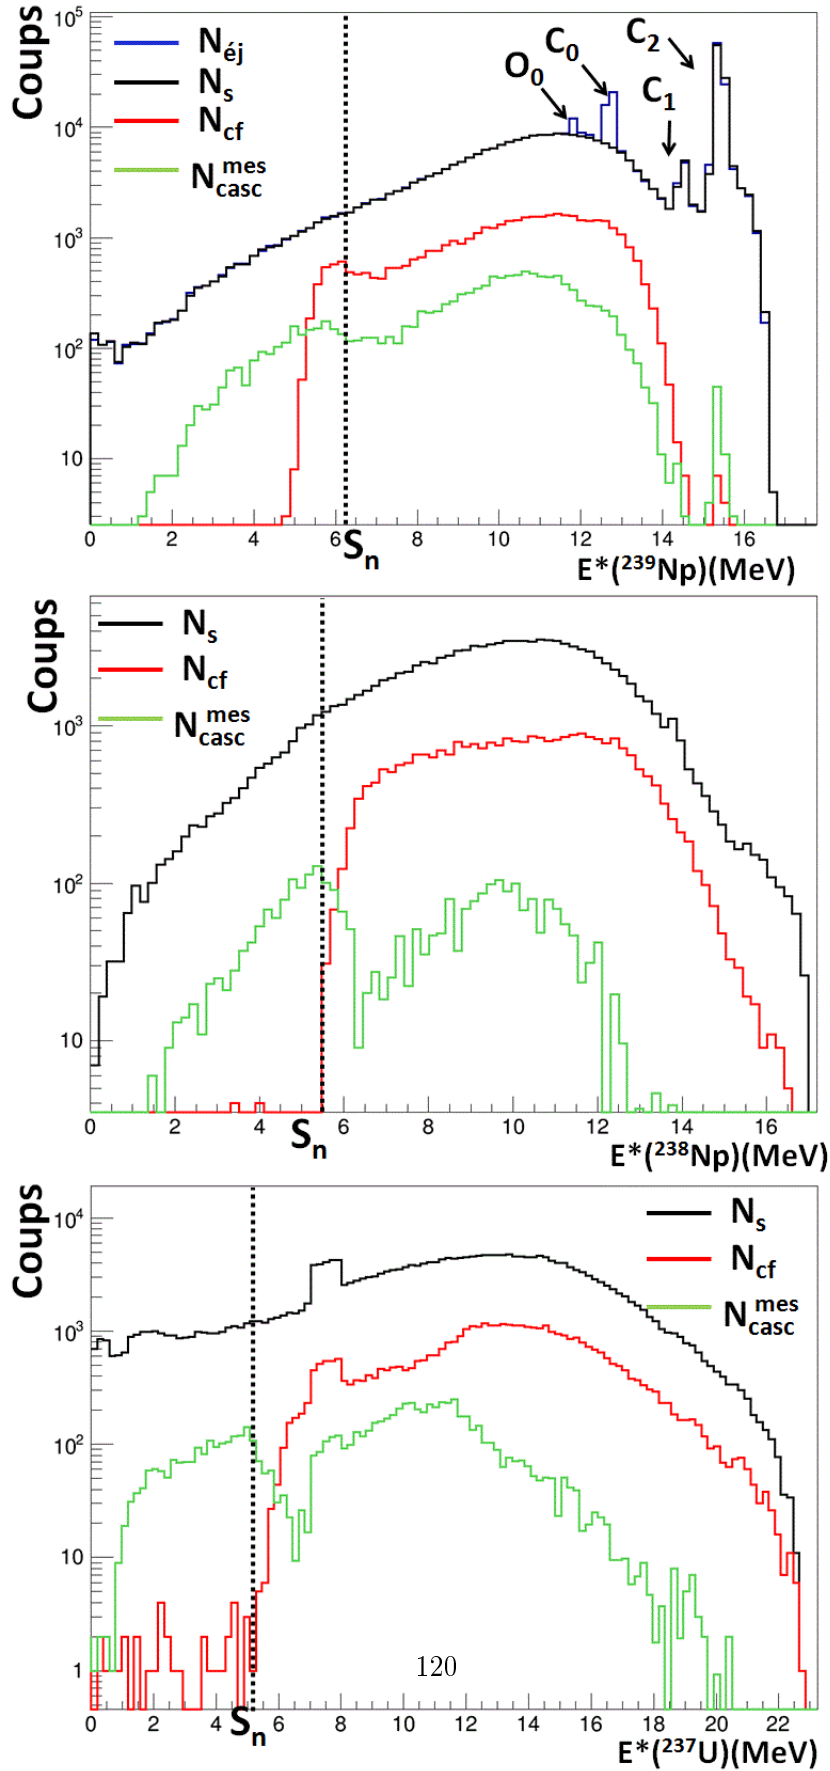 Coups
10⁵
10⁴
10³
10²
10
N_éj
N_s
N_cf
N_casc^mes
O₀
C₀
C₁
C₂
0 2 4 6 8 10 12 14 16
S_n
E*(²³⁹Np)(MeV)
Coups
10³
10²
10
N_s
N_cf
N_casc^mes
0 2 4 6 8 10 12 14 16
S_n
E*(²³⁸Np)(MeV)
Coups
10⁴
10³
10²
10
1
N_s
N_cf
N_casc^mes
120
0 2 4 6 8 10 12 14 16 18 20 22
S_n
E*(²³⁷U)(MeV)